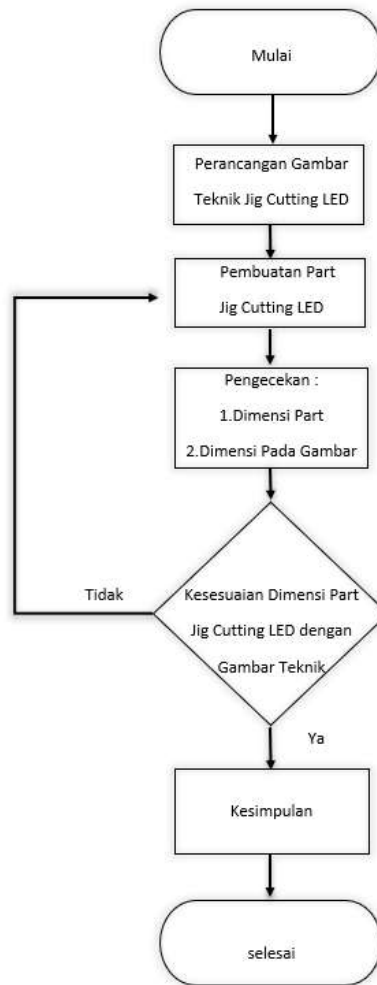 Mulai
Perancangan Gambar
Teknik Jig Cutting LED
Pembuatan Part
Jig Cutting LED
Pengecekan :
1.Dimensi Part
2.Dimensi Pada Gambar
Tidak
Kesesuaian Dimensi Part
Jig Cutting LED dengan
Gambar Teknik
Ya
Kesimpulan
selesai